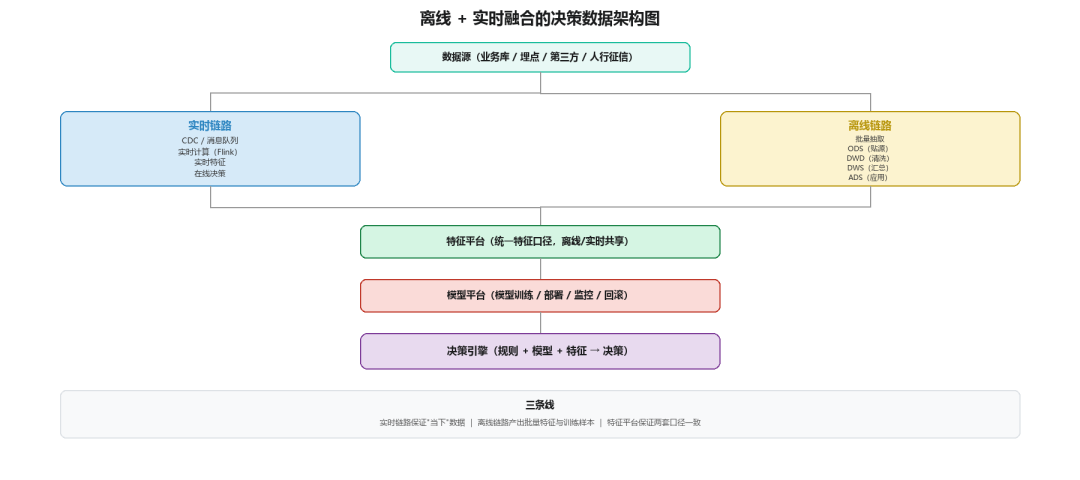 离线 + 实时融合的决策数据架构图
数据源（业务库 / 埋点 / 第三方 / 人行征信）
实时链路
CDC / 消息队列
实时计算（Flink）
实时特征
在线决策
离线链路
批量抽取
ODS（贴源）
DWD（清洗）
DWS（汇总）
ADS（应用）
特征平台（统一特征口径，离线/实时共享）
模型平台（模型训练 / 部署 / 监控 / 回滚）
决策引擎（规则 + 模型 + 特征 → 决策）
三条线
实时链路保证"当下"数据 | 离线链路产出批量特征与训练样本 | 特征平台保证两套口径一致